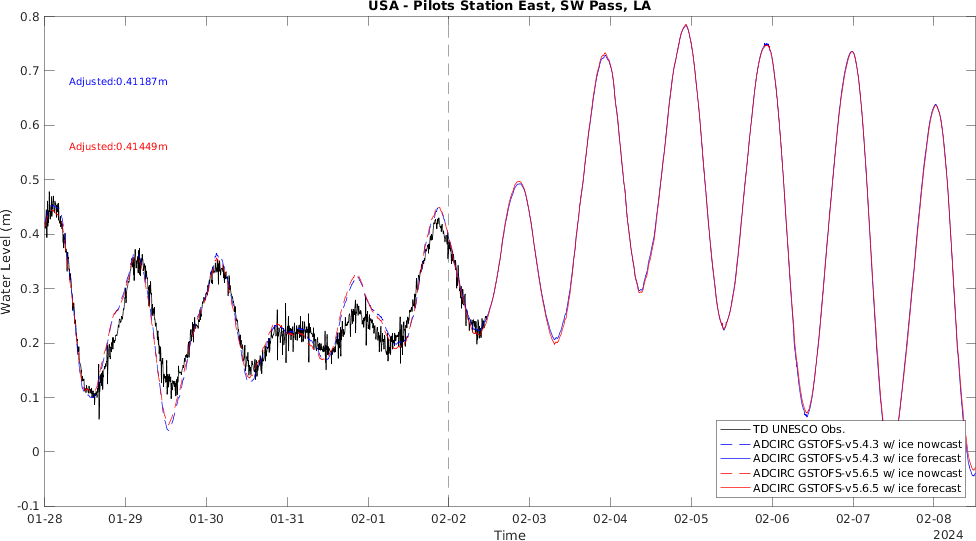 USA - Pilots Station East, SW Pass, LA
0.8
0.7
0.6
0.5
0.4
0.3
0.2
0.1
0
-0.1
Water Level (m)
Adjusted:0.41187m
Adjusted:0.41449m
TD UNESCO Obs.
ADCIRC GSTOFS-v5.4.3 w/ ice nowcast
ADCIRC GSTOFS-v5.4.3 w/ ice forecast
ADCIRC GSTOFS-v5.6.5 w/ ice nowcast
ADCIRC GSTOFS-v5.6.5 w/ ice forecast
01-28 01-29 01-30 01-31 02-01 02-02 02-03 02-04 02-05 02-06 02-07 02-08
Time
2024